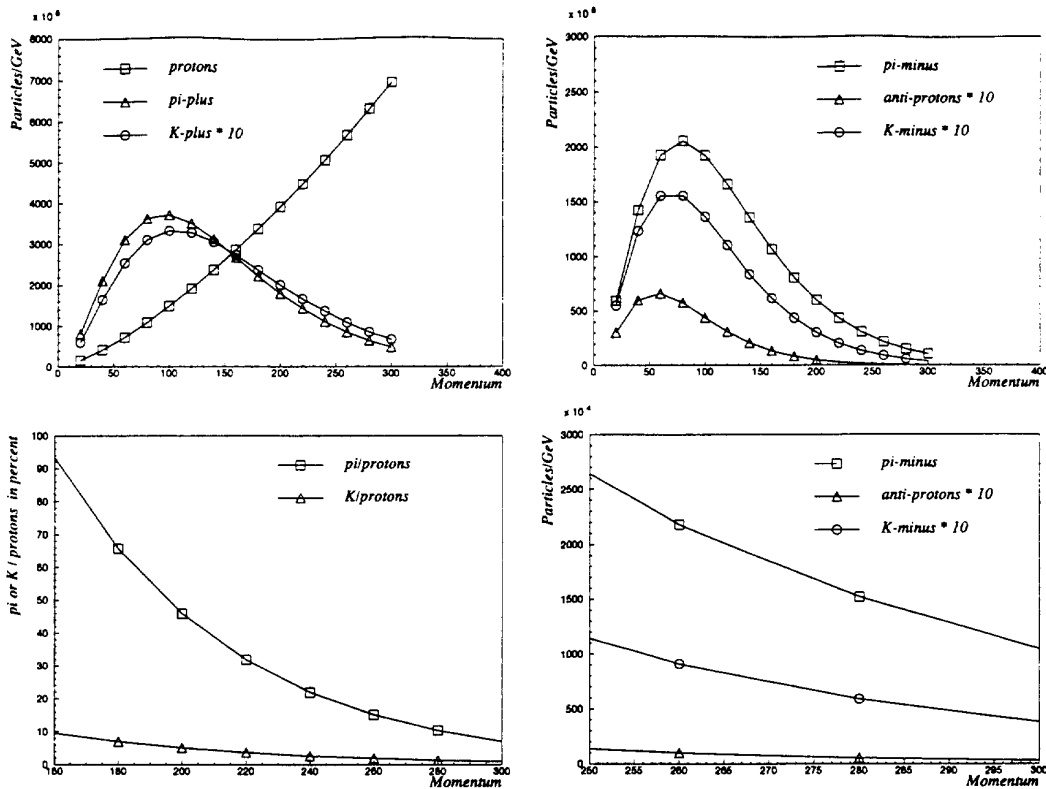 x 10 6
8000
7000
6000
5000
4000
3000
2000
1000
0
0 50 100 150 200 250 300 350 400
Particles/GeV
Momentum
protons
pi-plus
K-plus * 10
3000
2500
2000
1500
1000
500
0
0 50 100 150 200 250 300 350 400
Particles/GeV
Momentum
pi-minus
anti-protons * 10
K-minus * 10
100
90
80
70
60
50
40
30
20
10
0
160 180 200 220 240 260 280 300
pi or K / protons in percent
Momentum
pi/protons
K/protons
x 10 4
3000
2500
2000
1500
1000
500
0
250 255 260 265 270 275 280 285 290 295 300
Particles/GeV
Momentum
pi-minus
anti-protons * 10
K-minus * 10